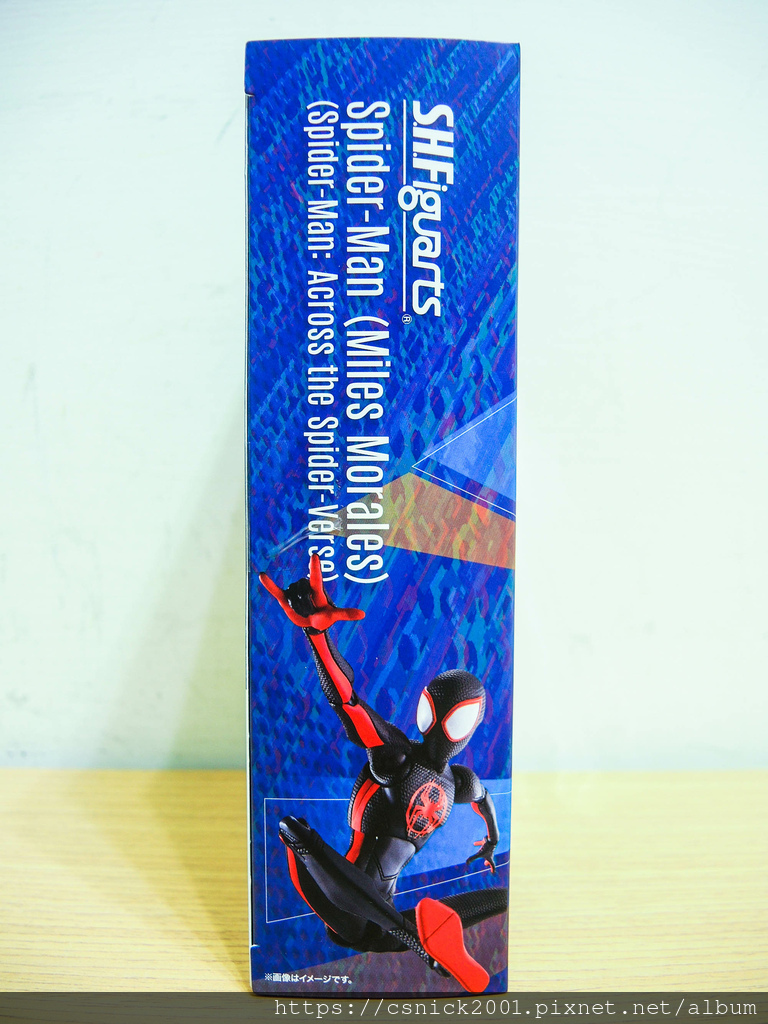 S.H.Figuarts®
Spider-Man (Miles Morales)
(Spider-Man: Across the Spider-Verse)
※画像はイメージです。
https://csnick2001.pixnet.net/album